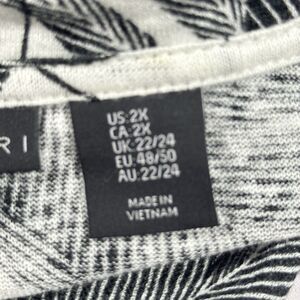 RI
US:2X
CA:2X
UK:22/24
EU:48/50
AU:22/24
MADE IN
VIETNAM